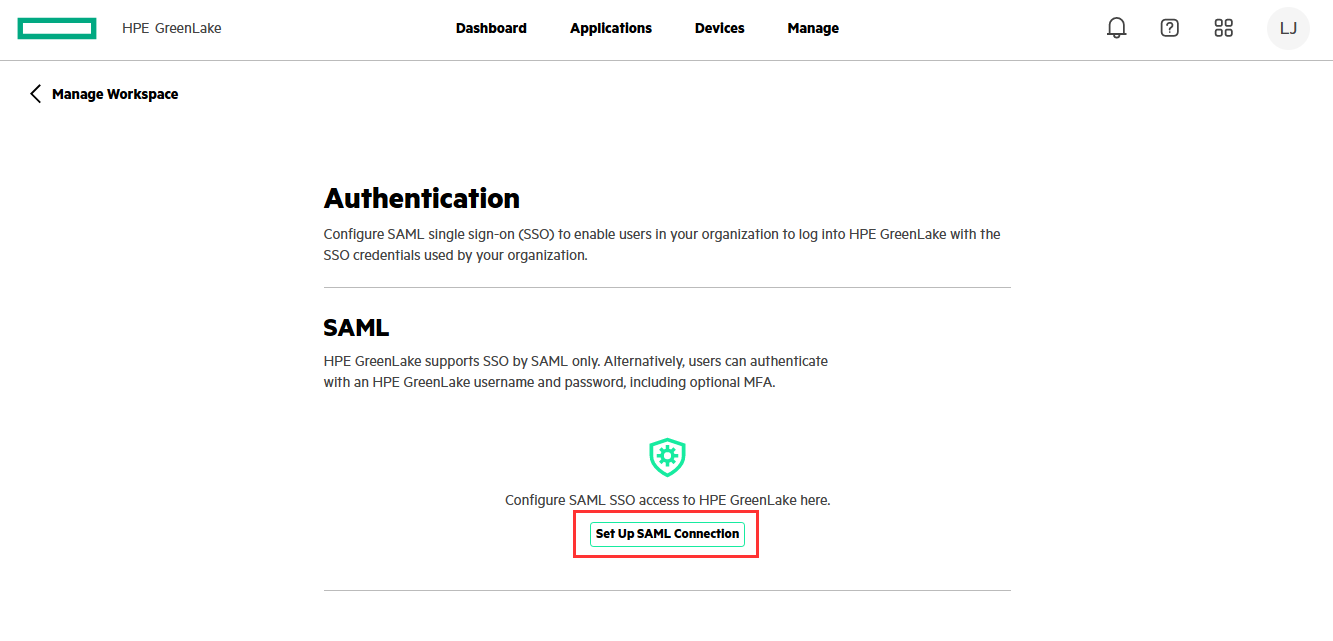 HPE GreenLake
Dashboard
Applications
Devices
Manage
LJ
Manage Workspace
Authentication
Configure SAML single sign-on (SSO) to enable users in your organization to log into HPE GreenLake with the
SSO credentials used by your organization.
SAML
HPE GreenLake supports SSO by SAML only. Alternatively, users can authenticate
with an HPE GreenLake username and password, including optional MFA.
Configure SAML SSO access to HPE GreenLake here.
Set Up SAML Connection